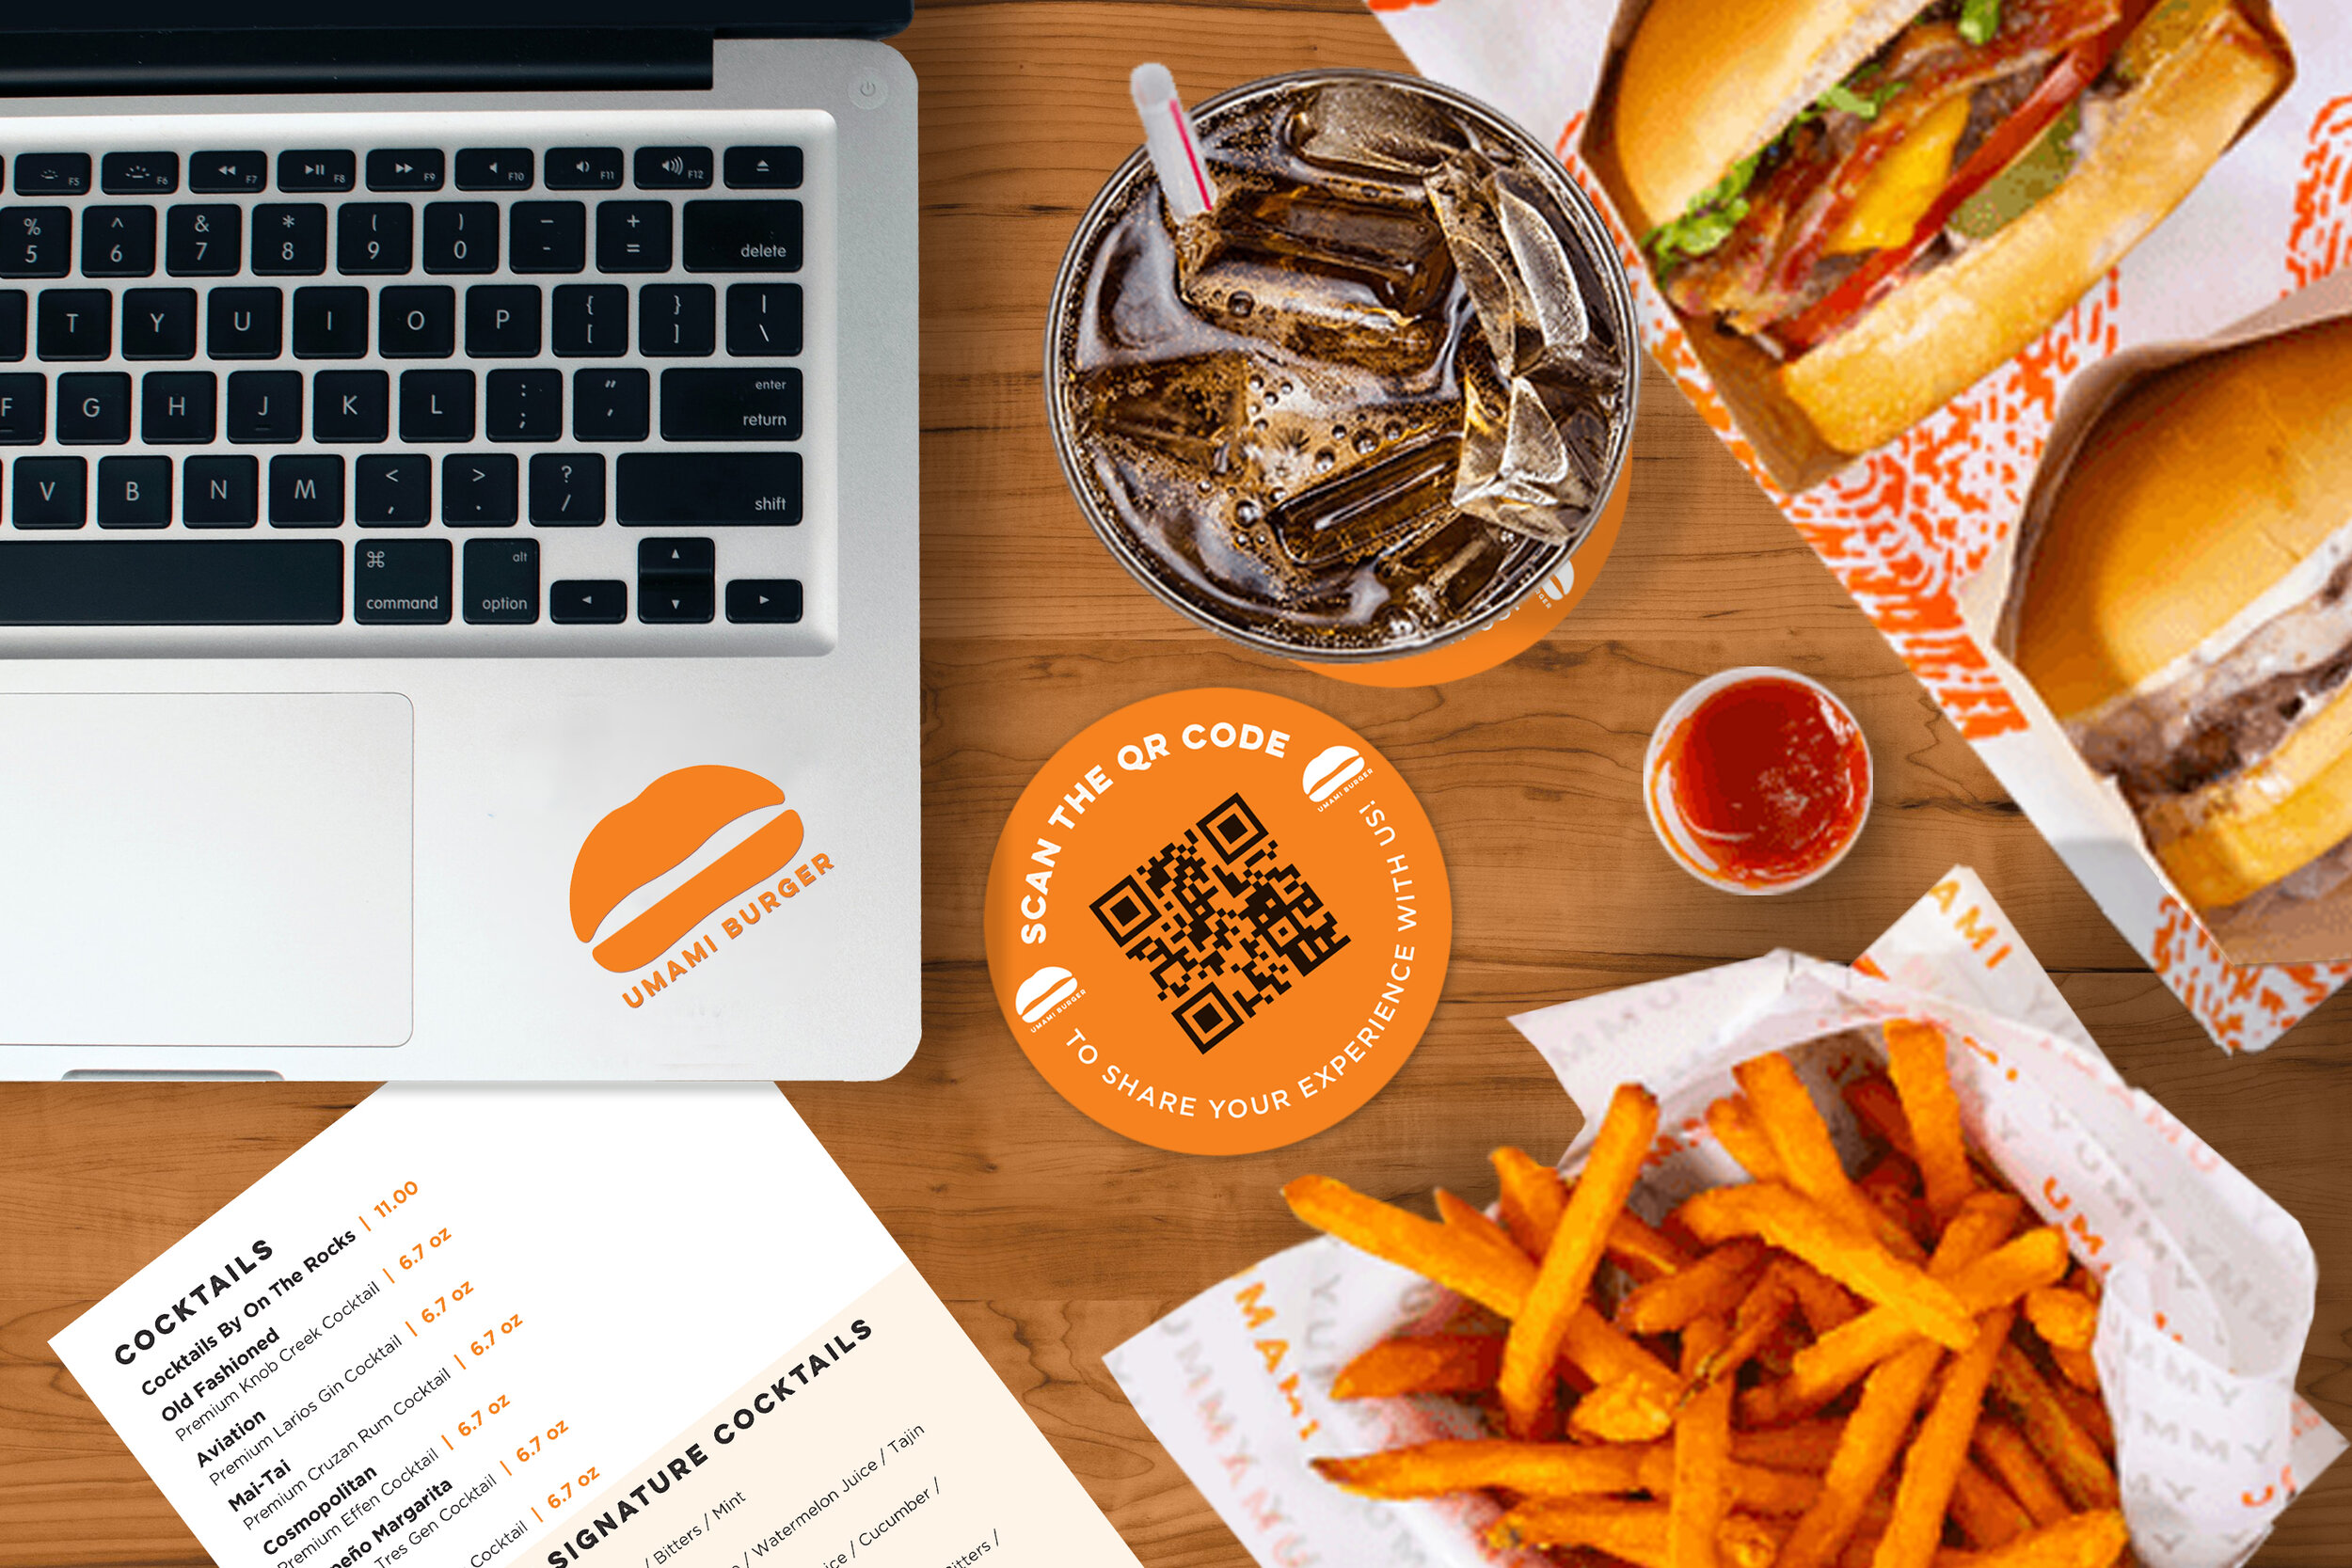 F5 F6 F7 F8 F9 F10 F11 F12
% 5 ^ 6 & 7 * 8 ( 9 ) 0 – - + = delete
T Y U I O P { [ } ] | \
F G H J K L : ; " ' enter return
V B N M < , > . ? / shift
⌘ command alt option
UMAMI BURGER
SCAN THE QR CODE
UMAMI BURGER
TO SHARE YOUR EXPERIENCE WITH US!
UMAMI BURGER
COCKTAILS
Cocktails By On The Rocks | 11.00
Old Fashioned
Premium Knob Creek Cocktail | 6.7 oz
Aviation
Premium Larios Gin Cocktail | 6.7 oz
Mai-Tai
Premium Cruzan Rum Cocktail | 6.7 oz
Cosmopolitan
Premium Effen Cocktail | 6.7 oz
Margarita
Tres Gen Cocktail | 6.7 oz
Cocktail | 6.7 oz
SIGNATURE COCKTAILS
/ Bitters / Mint
/ Watermelon Juice / Tajin
/ Cucumber /
AMI
UM
MAMI
YUMMY